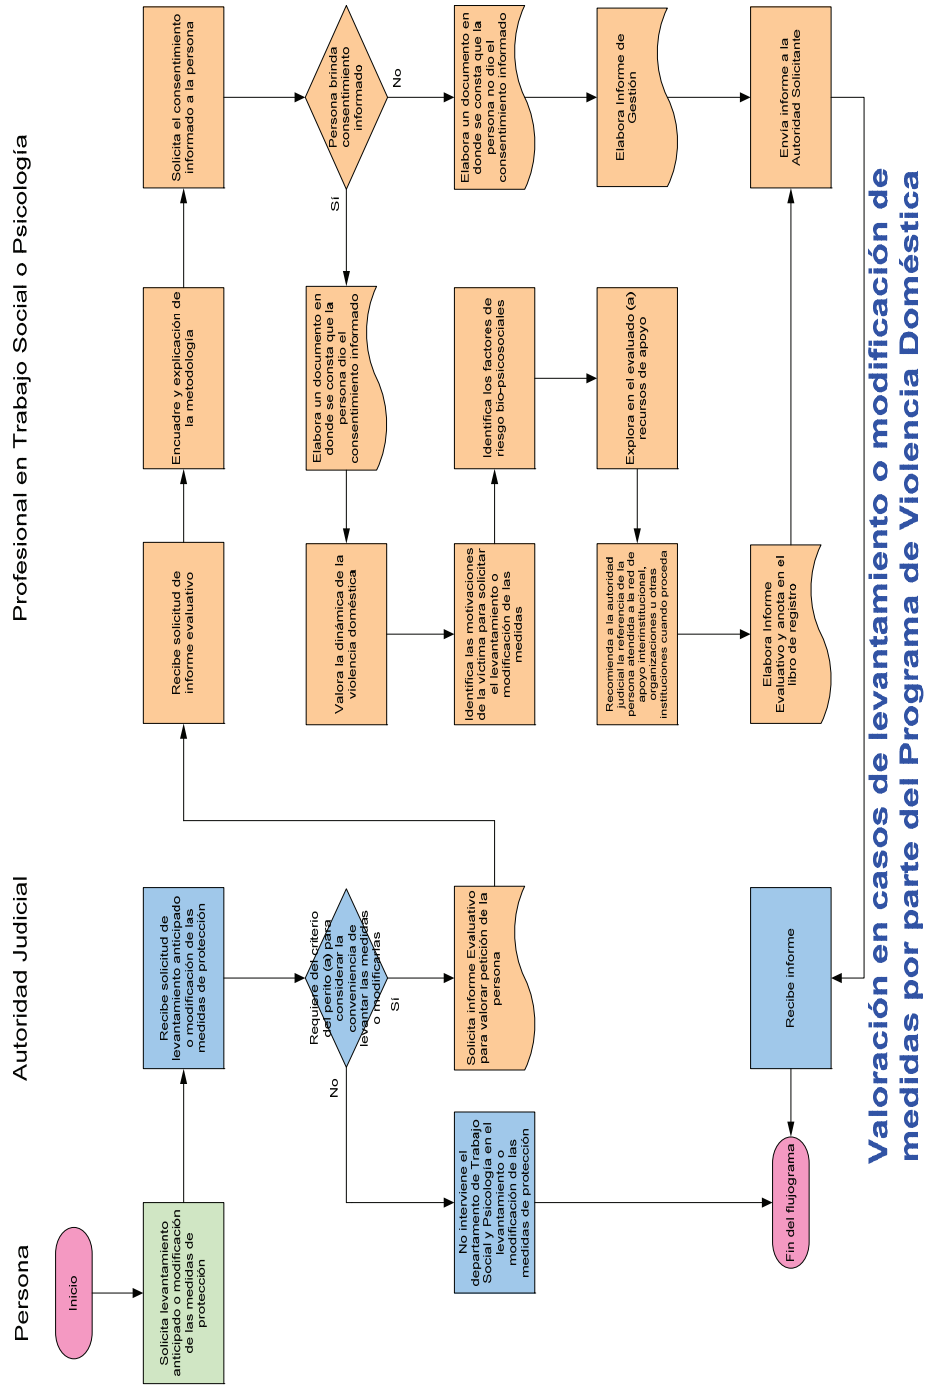 Persona
Autoridad Judicial
Profesional en Trabajo Social o Psicología
Inicio
Solicita levantamiento
anticipado o modificación
de las medidas de
protección
Recibe solicitud de
levantamiento anticipado
o modificación de las
medidas de protección
Requiere del criterio
del perito (a) para
considerar la
conveniencia de
levantar las medidas
o modificarlas
No
Sí
No interviene el
departamento de Trabajo
Social y Psicología en el
levantamiento o
modificación de las
medidas de protección
Solicita informe Evaluativo
para valorar petición de la
persona
Recibe solicitud de
informe evaluativo
Encuadre y explicación de
la metodología
Solicita el consentimiento
informado a la persona
Persona brinda
consentimiento
informado
Sí
No
Elabora un documento en
donde se consta que la
persona dio el
consentimiento informado
Elabora un documento en
donde se consta que la
persona no dio el
consentimiento informado
Valora la dinámica de la
violencia doméstica
Identifica las motivaciones
de la víctima para solicitar
el levantamiento o
modificación de las
medidas
Identifica los factores de
riesgo bio-psicosociales
Explora en el evaluado (a)
recursos de apoyo
Elabora Informe de
Gestión
Recomienda a la autoridad
judicial la referencia de la
persona atendida a la red de
apoyo interinstitucional,
organizaciones u otras
instituciones cuando proceda
Elabora Informe
Evaluativo y anota en el
libro de registro
Envía informe a la
Autoridad Solicitante
Recibe informe
Fin del flujograma
Valoración en casos de levantamiento o modificación de
medidas por parte del Programa de Violencia Doméstica